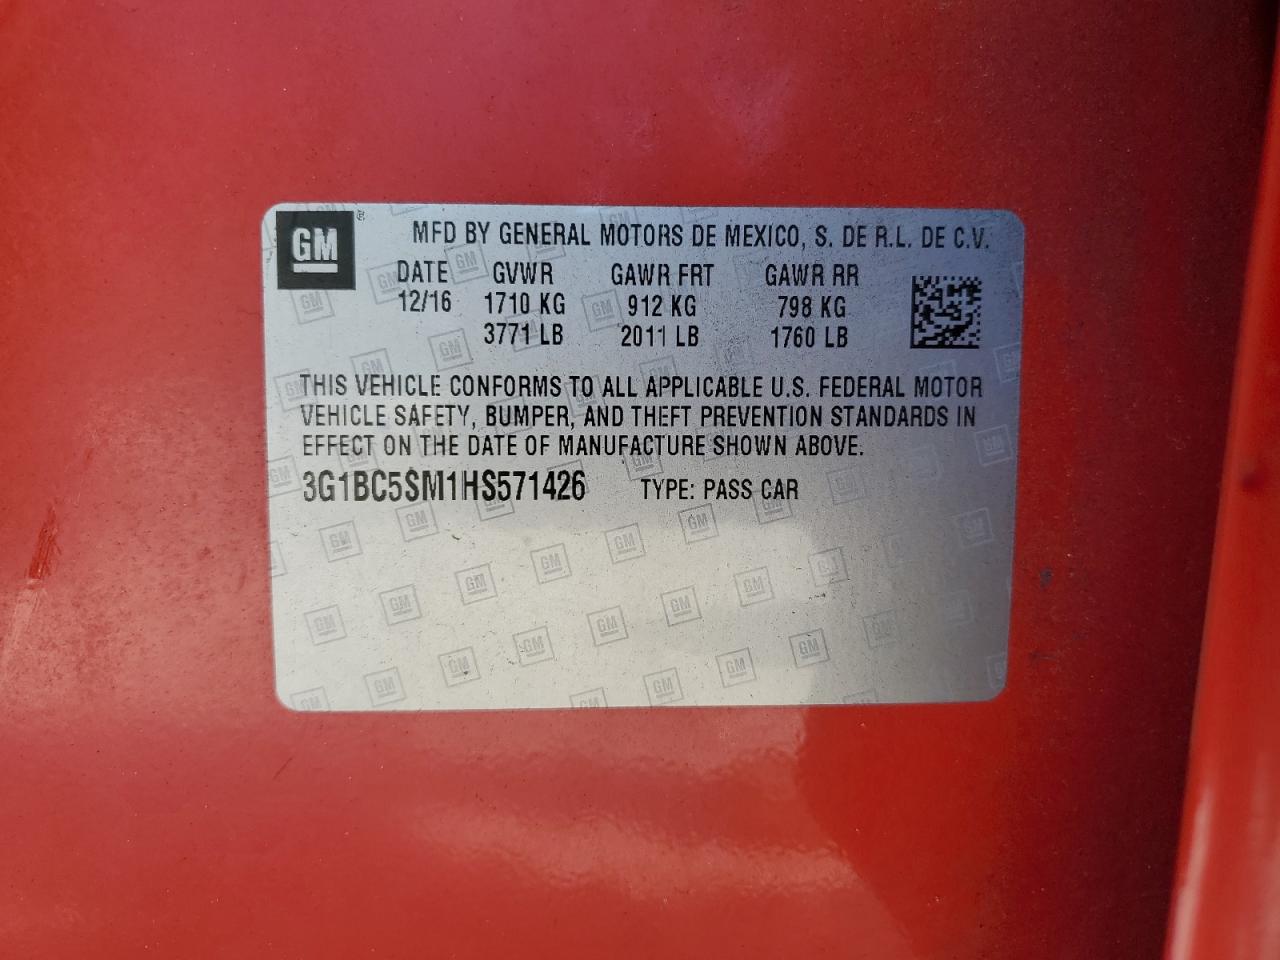 GM
MFD BY GENERAL MOTORS DE MEXICO, S. DE R.L. DE C.V.
DATE GVWR GAWR FRT GAWR RR
12/16 1710 KG 912 KG 798 KG
3771 LB 2011 LB 1760 LB
THIS VEHICLE CONFORMS TO ALL APPLICABLE U.S. FEDERAL MOTOR
VEHICLE SAFETY, BUMPER, AND THEFT PREVENTION STANDARDS IN
EFFECT ON THE DATE OF MANUFACTURE SHOWN ABOVE.
3G1BC5SM1HS571426 TYPE: PASS CAR